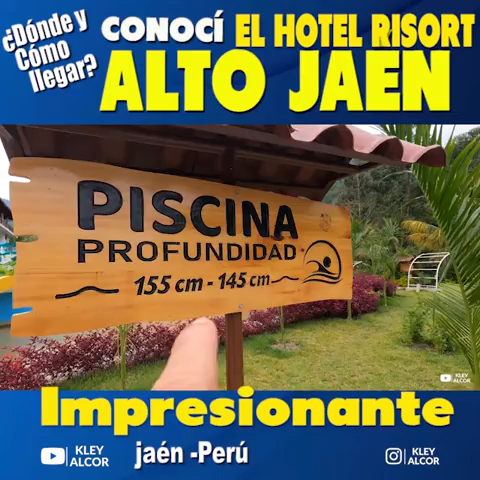 ¿Dónde y
Cómo
llegar?
CONOCÍ EL HOTEL RISORT
ALTO JAEN
PISCINA
PROFUNDIDAD
155 cm - 145 cm
KLEY
ALCOR
Impresionante
KLEY
ALCOR
jaén -Perú
KLEY
ALCOR